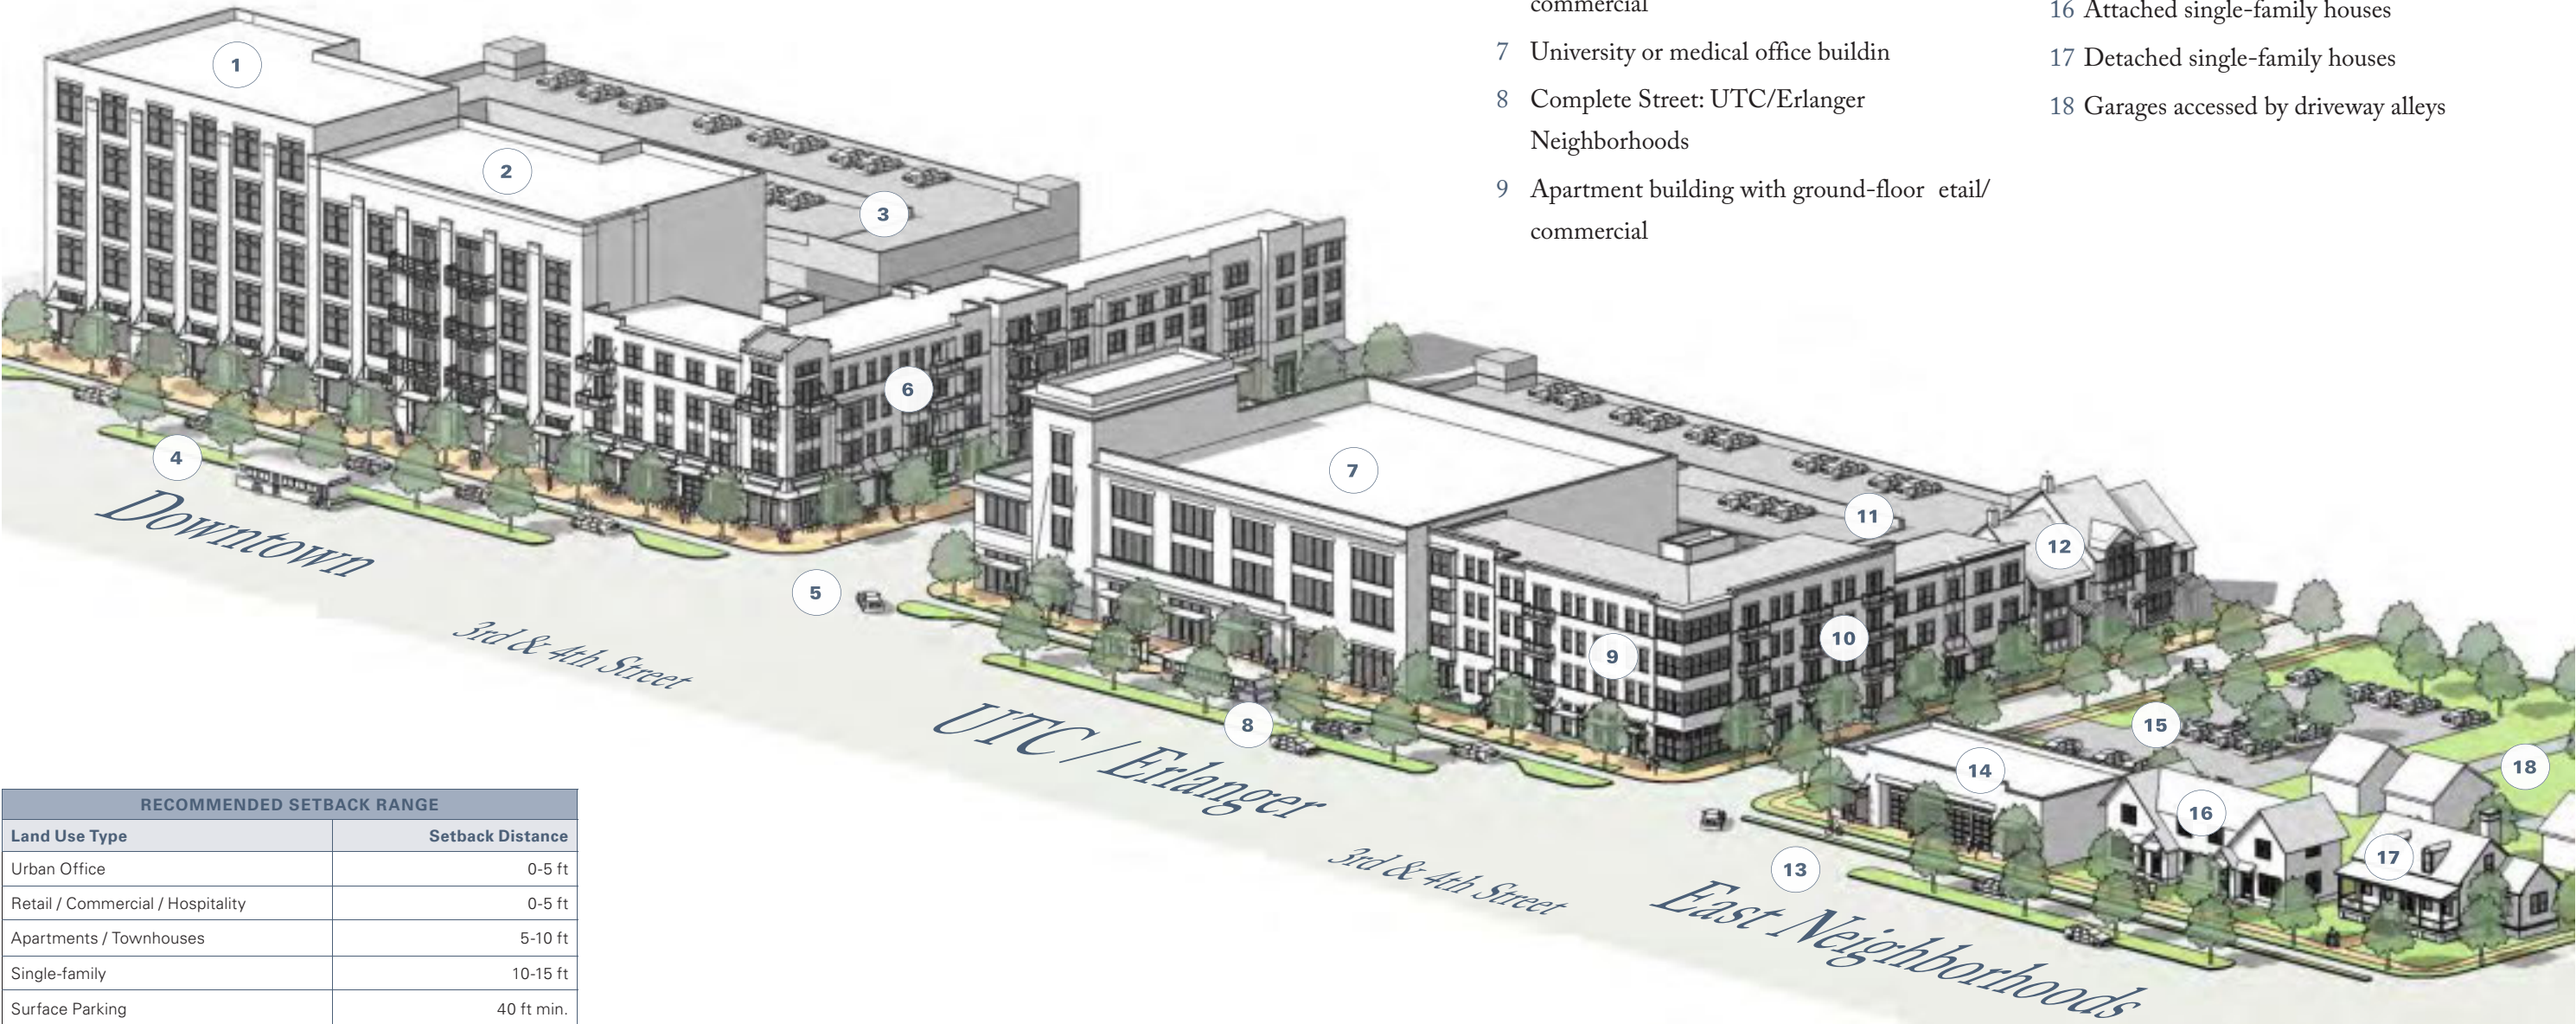 commercial
7 University or medical office buildin
8 Complete Street: UTC/Erlanger
Neighborhoods
9 Apartment building with ground-floor etail/
commercial
16 Attached single-family houses
17 Detached single-family houses
18 Garages accessed by driveway alleys
1
2
3
4
5
6
7
8
9
10
11
12
13
14
15
16
17
18
Downtown
3rd & 4th Street
UTC / Erlanger
3rd & 4th Street
East Neighborhoods
RECOMMENDED SETBACK RANGE
Land Use Type Setback Distance
Urban Office 0-5 ft
Retail / Commercial / Hospitality 0-5 ft
Apartments / Townhouses 5-10 ft
Single-family 10-15 ft
Surface Parking 40 ft min.